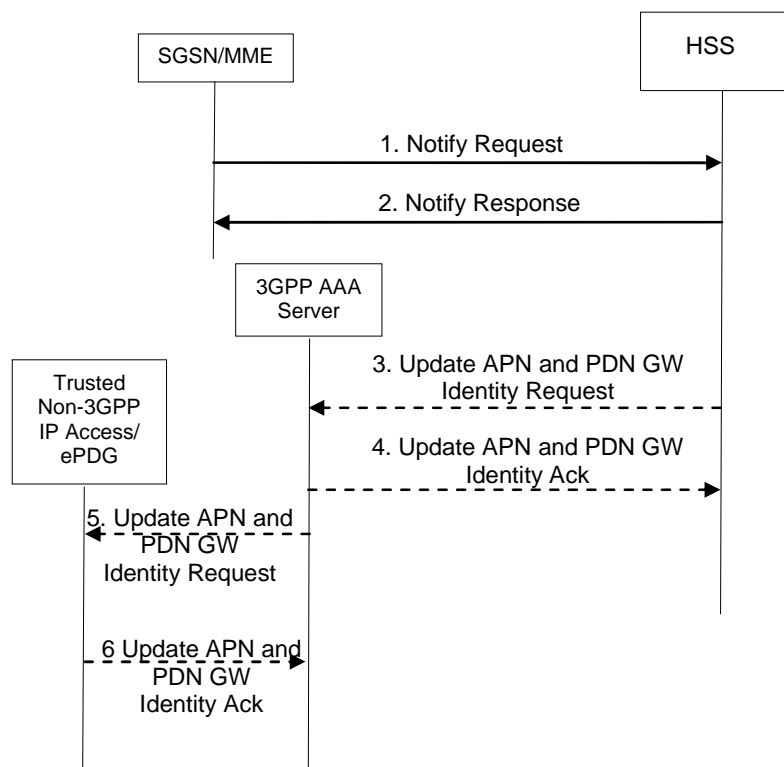 SGSN/MME
HSS
1. Notify Request
2. Notify Response
3GPP AAA
Server
3. Update APN and PDN GW
Identity Request
Trusted
Non-3GPP
IP Access/
ePDG
4. Update APN and PDN GW
Identity Ack
5. Update APN and
PDN GW
Identity Request
6 Update APN and
PDN GW
Identity Ack